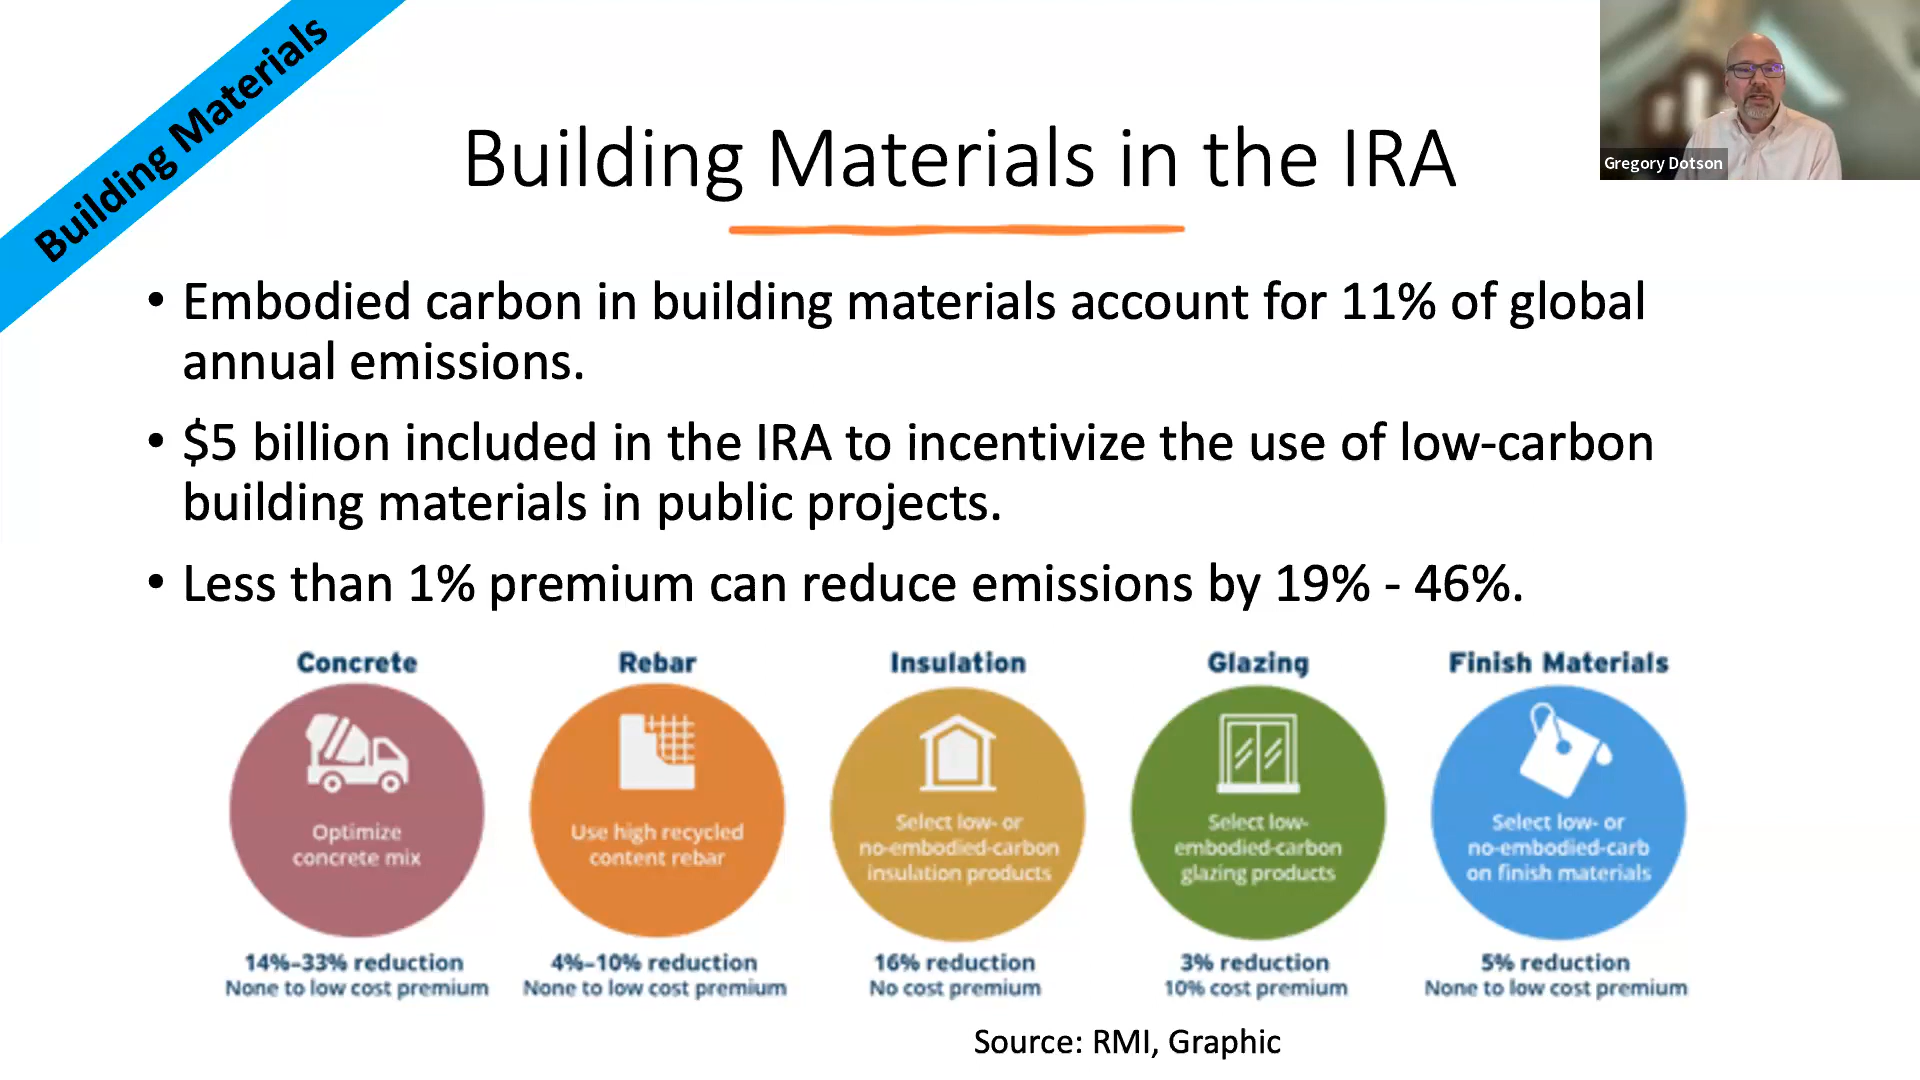 Building Materials
Gregory Dotson
Building Materials in the IRA
• Embodied carbon in building materials account for 11% of global
annual emissions.
• $5 billion included in the IRA to incentivize the use of low-carbon
building materials in public projects.
• Less than 1% premium can reduce emissions by 19% - 46%.
Concrete
Optimize
concrete mix
14%–33% reduction
None to low cost premium
Rebar
Use high recycled
content rebar
4%–10% reduction
None to low cost premium
Insulation
Select low- or
no-embodied-carbon
insulation products
16% reduction
No cost premium
Glazing
Select low-
embodied-carbon
glazing products
3% reduction
10% cost premium
Finish Materials
Select low- or
no-embodied-carb
on finish materials
5% reduction
None to low cost premium
Source: RMI, Graphic